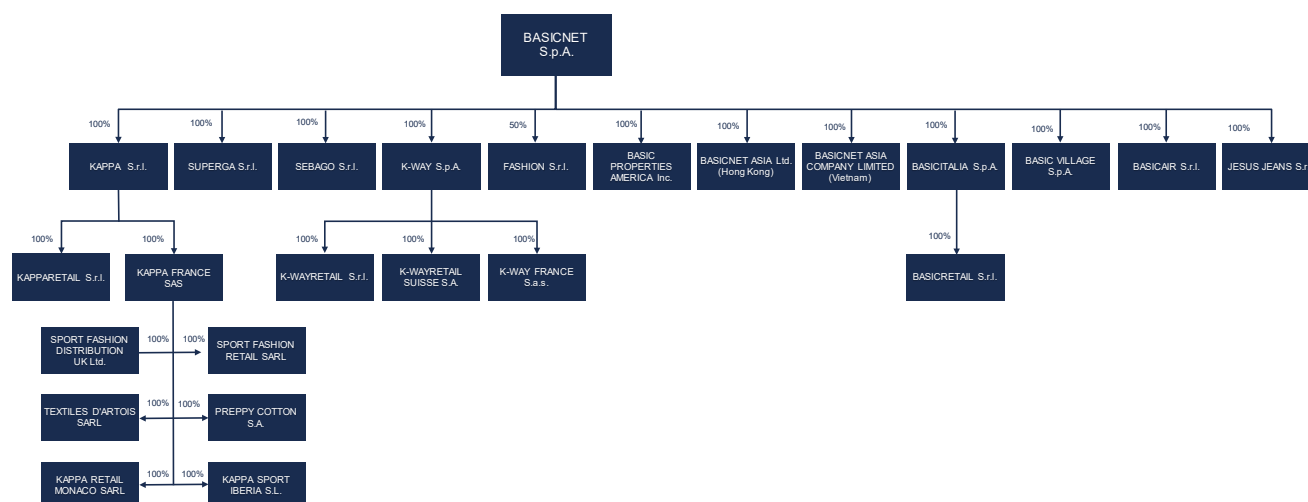 BASICNET
S.p.A.
100%
100%
100%
100%
50%
100%
100%
100%
100%
100%
100%
100%
KAPPA S.r.l.
SUPERGA S.r.l.
SEBAGO S.r.l.
K-WAY S.p.A.
FASHION S.r.l.
BASIC
PROPERTIES
AMERICA Inc.
BASICNET ASIA Ltd.
(Hong Kong)
BASICNET ASIA
COMPANY LIMITED
(Vietnam)
BASICITALIA S.p.A.
BASIC VILLAGE
S.p.A.
BASICAIR S.r.l.
JESUS JEANS S.r
100%
100%
100%
100%
100%
100%
KAPPARETAIL S.r.l.
KAPPA FRANCE
SAS
K-WAYRETAIL S.r.l.
K-WAYRETAIL
SUISSE S.A.
K-WAY FRANCE
S.a.s.
BASICRETAIL S.r.l.
SPORT FASHION
DISTRIBUTION
UK Ltd.
100%
100%
SPORT FASHION
RETAIL SARL
TEXTILES D'ARTOIS
SARL
100%
100%
PREPPY COTTON
S.A.
KAPPA RETAIL
MONACO SARL
100%
100%
KAPPA SPORT
IBERIA S.L.